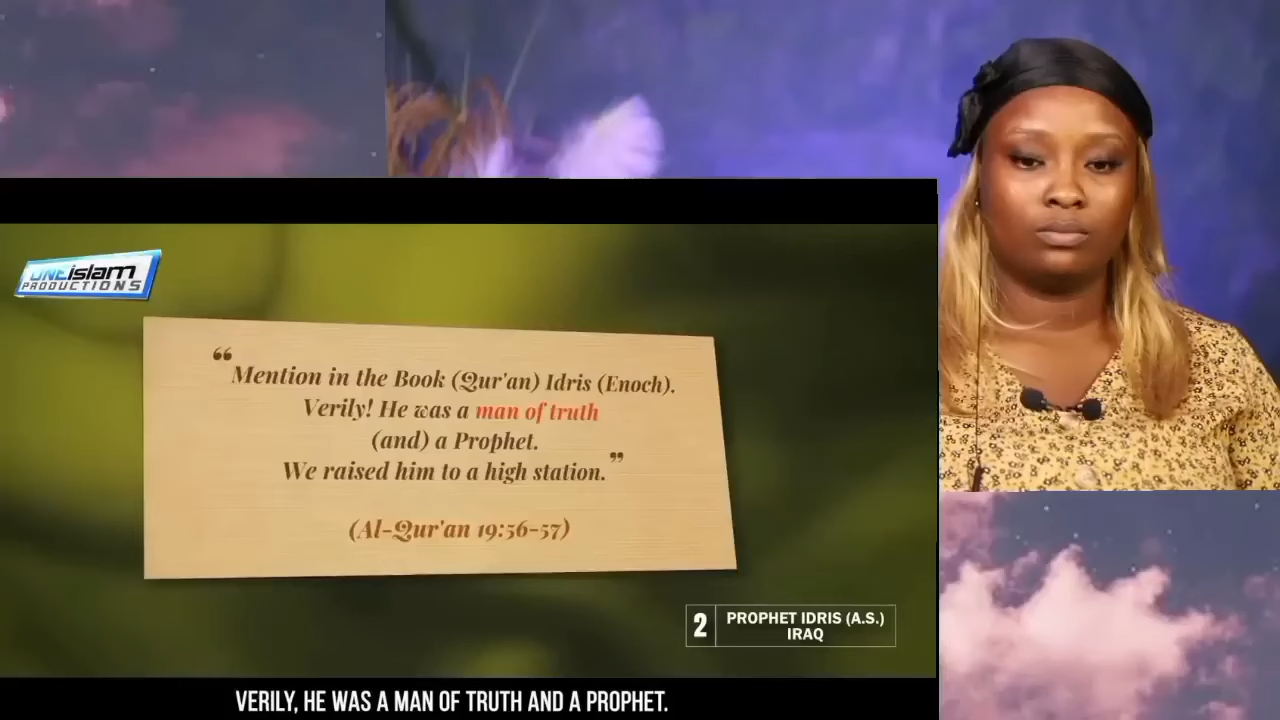 ONEislam
PRODUCTIONS
“Mention in the Book (Qur'an) Idris (Enoch).
Verily! He was a man of truth
(and) a Prophet.
We raised him to a high station.”
(Al-Qur'an 19:56-57)
2
PROPHET IDRIS (A.S.)
IRAQ
VERILY, HE WAS A MAN OF TRUTH AND A PROPHET.